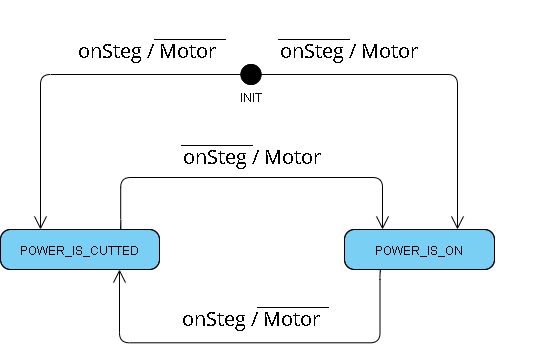 onSteg / Motor
onSteg / Motor
INIT
onSteg / Motor
POWER_IS_CUTTED
POWER_IS_ON
onSteg / Motor